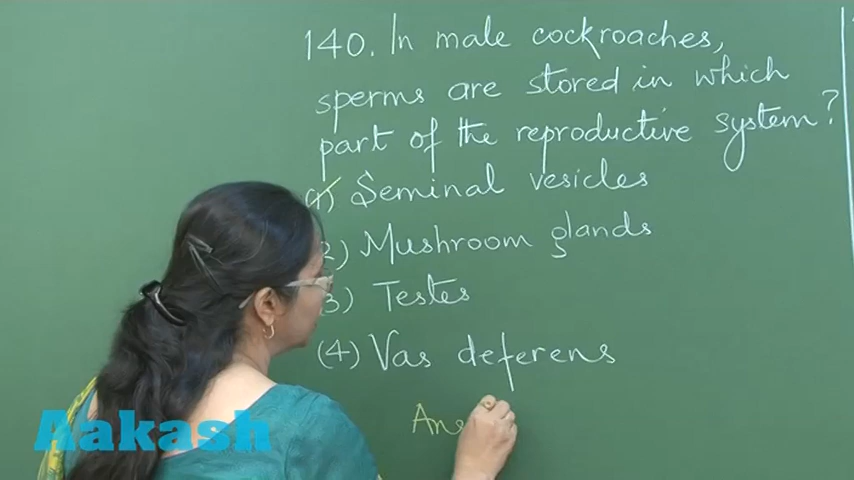 140. In male cockroaches,
sperms are stored in which
part of the reproductive system?
(1) Seminal vesicles
2) Mushroom glands
3) Testes
(4) Vas deferens
Ans
Aakash